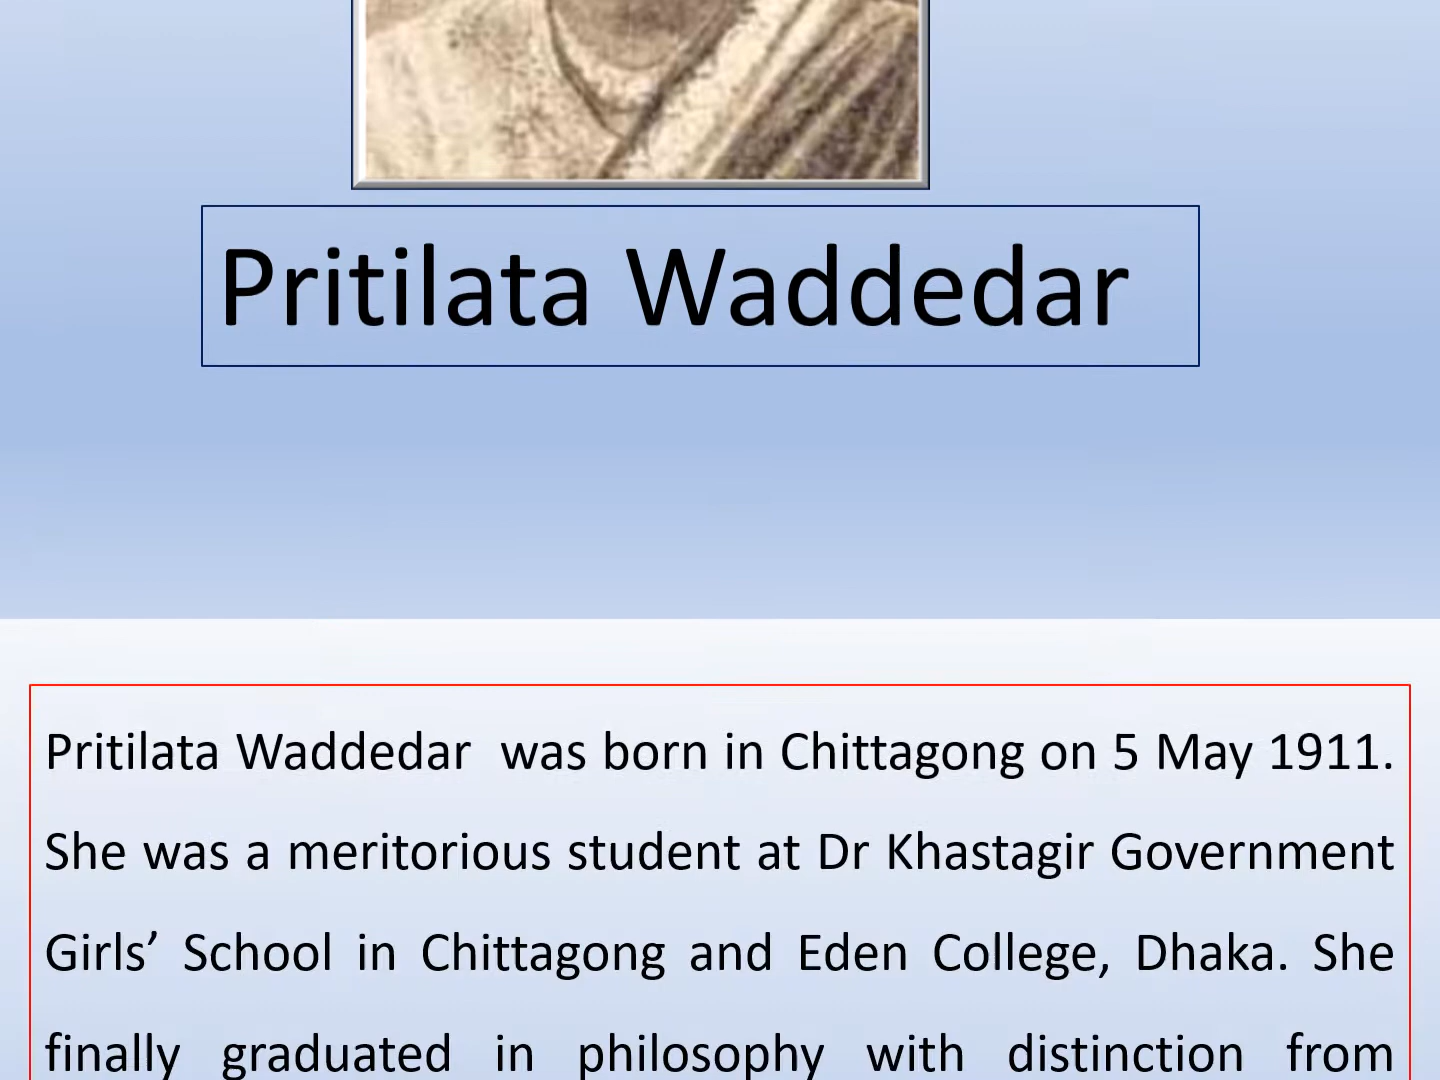 Pritilata Waddedar
Pritilata Waddedar was born in Chittagong on 5 May 1911.
She was a meritorious student at Dr Khastagir Government
Girls’ School in Chittagong and Eden College, Dhaka. She
finally graduated in philosophy with distinction from